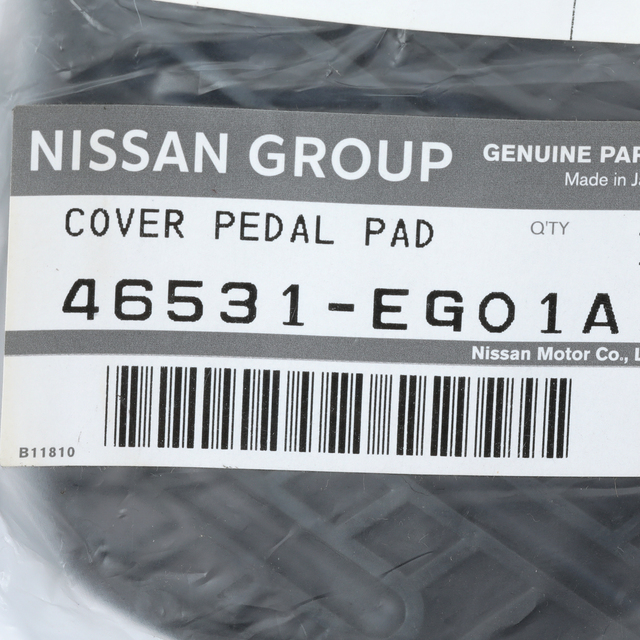 NISSAN GROUP GENUINE PAR
Made in Ja
COVER PEDAL PAD Q'TY
46531-EG01A
Nissan Motor Co., L
B11810